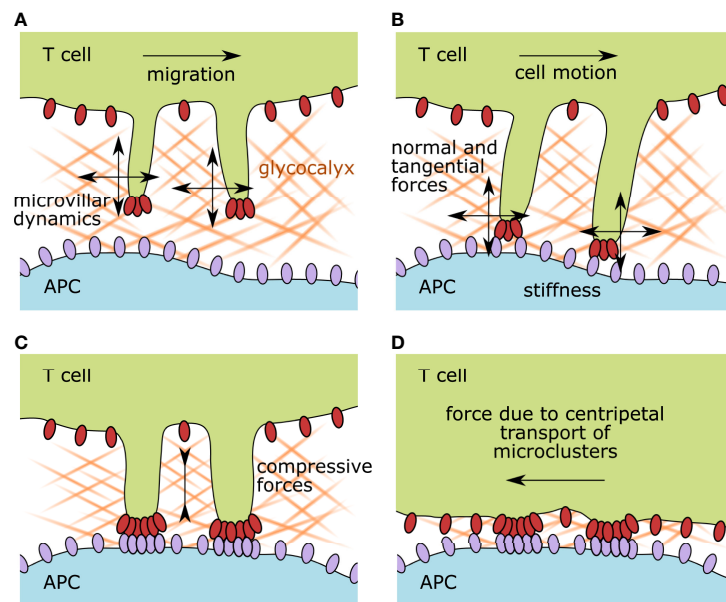 A
T cell
migration
glycocalyx
microvillar
dynamics
APC
B
T cell
cell motion
normal and
tangential
forces
APC
stiffness
C
T cell
compressive
forces
APC
D
T cell
force due to centripetal
transport of
microclusters
APC